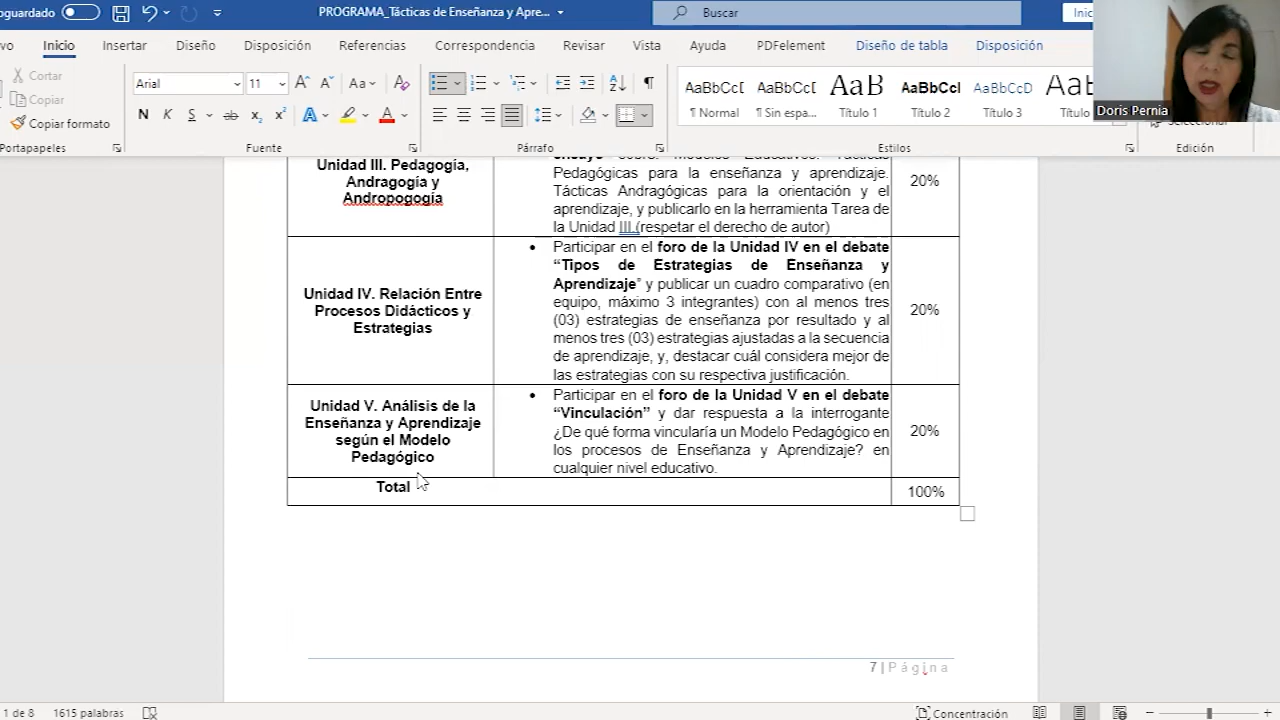 oguardado
PROGRAMA_Tácticas de Enseñanza y Apre...
Buscar
Inic
vo
Inicio
Insertar
Diseño
Disposición
Referencias
Correspondencia
Revisar
Vista
Ayuda
PDFelement
Diseño de tabla
Disposición
Cortar
Copiar
Copiar formato
Portapapeles
Arial
11
Aa
N K S ab x₂ x² A A
Fuente
Párrafo
AaBbCcI
Normal
AaBbCcI
Sin espa...
AaB
Título 1
AaBbCcI
Título 2
AaBbCcD
Título 3
Aa
Título
Estilos
Edición
Doris Pernia
Unidad III. Pedagogía,
Andragogía y
Andropogogía
Modelos Educativos. Tácticas
Pedagógicas para la enseñanza y aprendizaje.
Tácticas Andragógicas para la orientación y el
aprendizaje, y publicarlo en la herramienta Tarea de
la Unidad III.(respetar el derecho de autor)
20%
Unidad IV. Relación Entre
Procesos Didácticos y
Estrategias
• Participar en el foro de la Unidad IV en el debate
“Tipos de Estrategias de Enseñanza y
Aprendizaje” y publicar un cuadro comparativo (en
equipo, máximo 3 integrantes) con al menos tres
(03) estrategias de enseñanza por resultado y al
menos tres (03) estrategias ajustadas a la secuencia
de aprendizaje, y, destacar cuál considera mejor de
las estrategias con su respectiva justificación.
20%
Unidad V. Análisis de la
Enseñanza y Aprendizaje
según el Modelo
Pedagógico
• Participar en el foro de la Unidad V en el debate
“Vinculación” y dar respuesta a la interrogante
¿De qué forma vincularía un Modelo Pedagógico en
los procesos de Enseñanza y Aprendizaje? en
cualquier nivel educativo.
20%
Total
100%
7 | Página
1 de 8
1615 palabras
Concentración